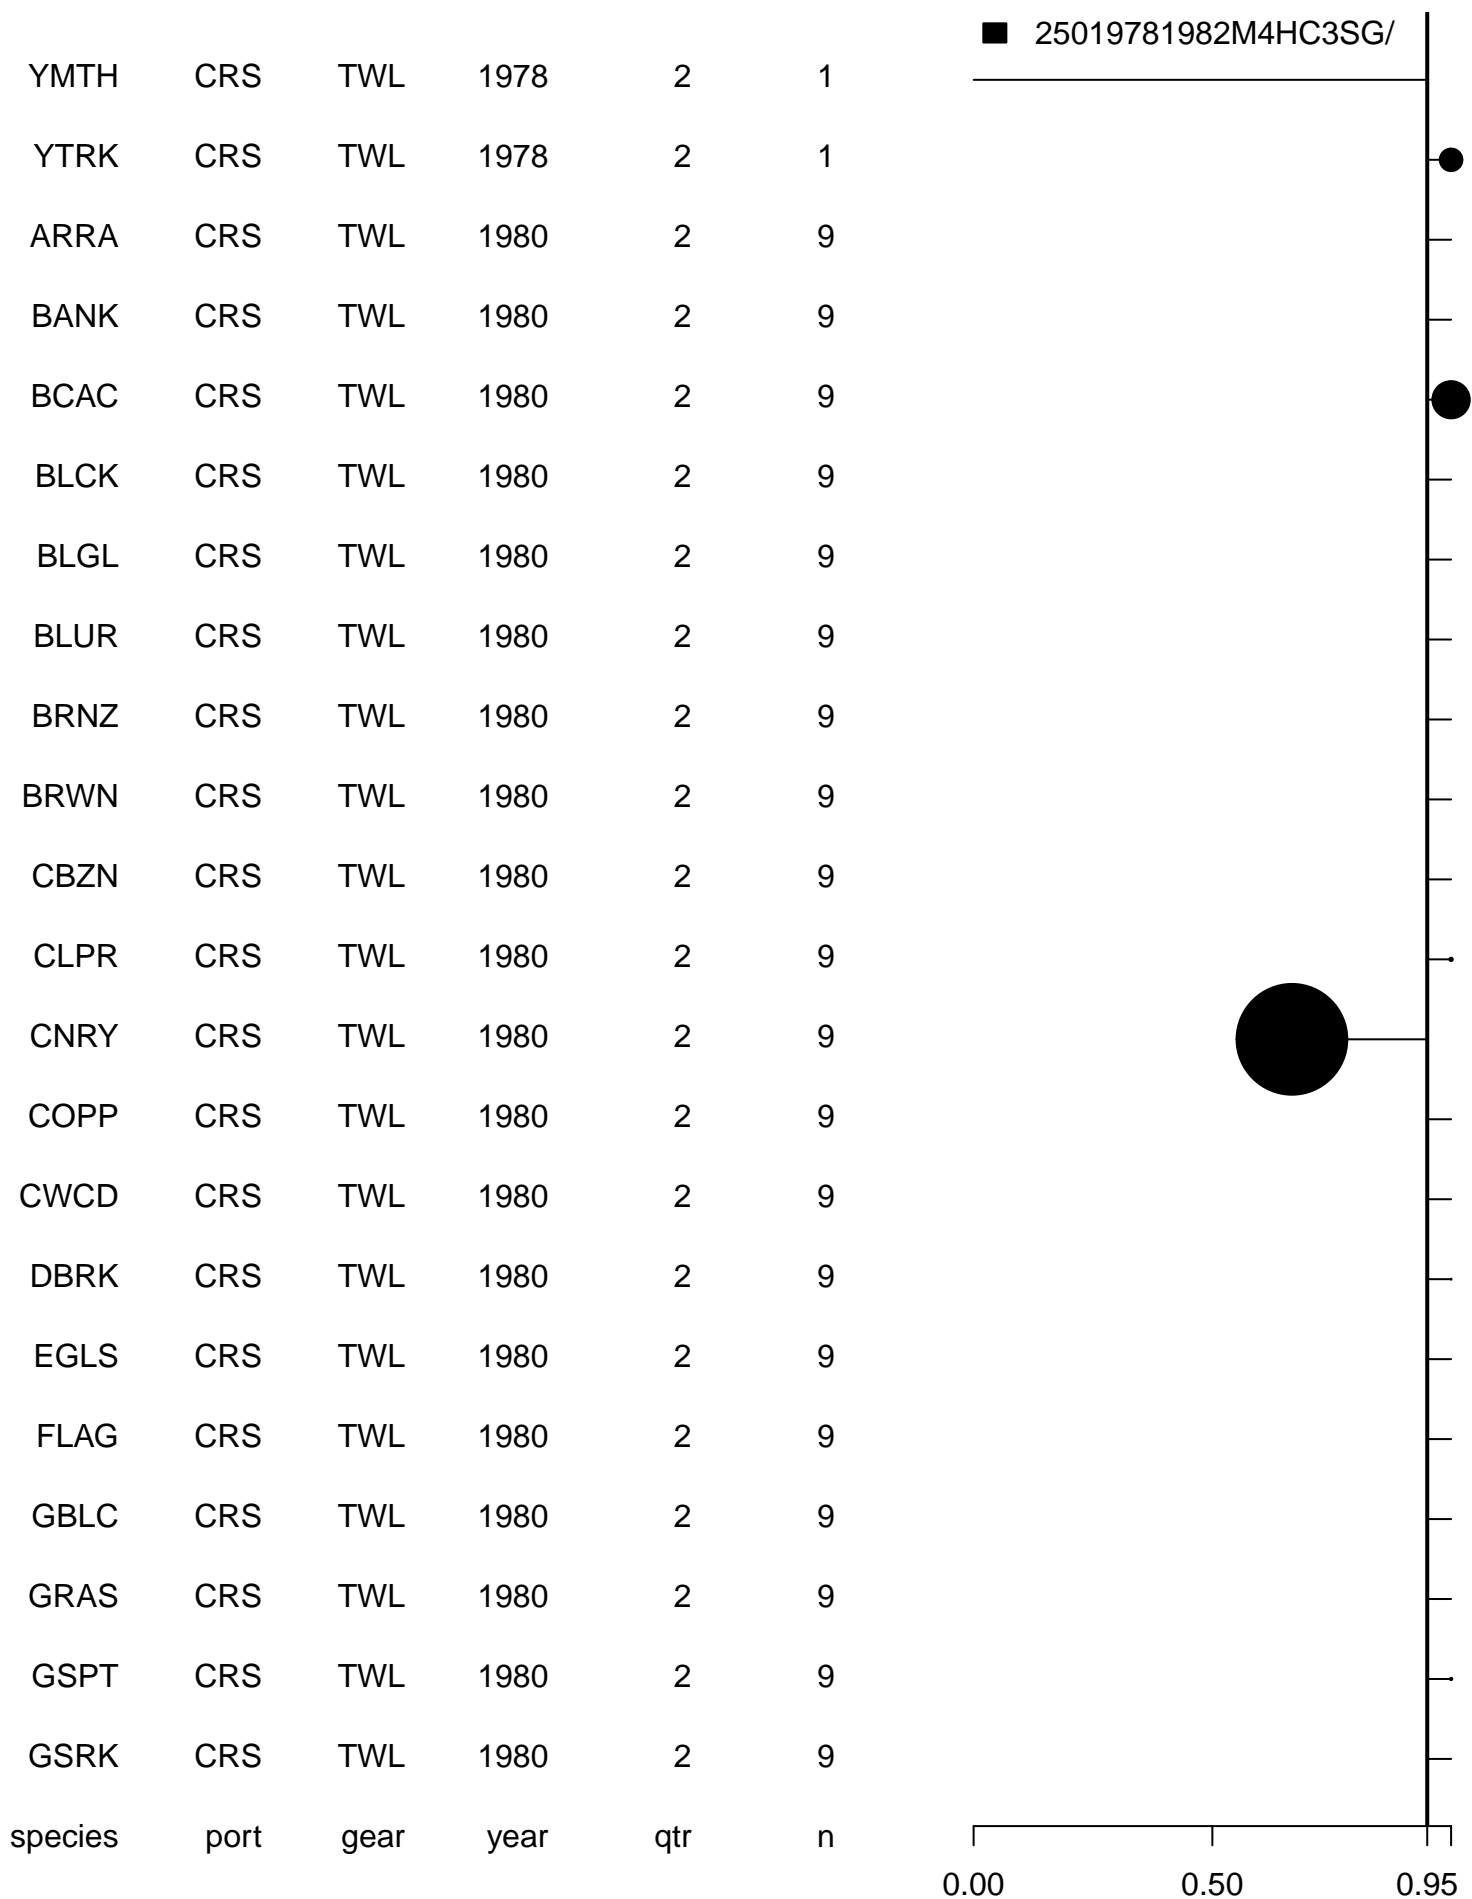 25019781982M4HC3SG/
YMTH CRS TWL 1978 2 1
YTRK CRS TWL 1978 2 1
ARRA CRS TWL 1980 2 9
BANK CRS TWL 1980 2 9
BCAC CRS TWL 1980 2 9
BLCK CRS TWL 1980 2 9
BLGL CRS TWL 1980 2 9
BLUR CRS TWL 1980 2 9
BRNZ CRS TWL 1980 2 9
BRWN CRS TWL 1980 2 9
CBZN CRS TWL 1980 2 9
CLPR CRS TWL 1980 2 9
CNRY CRS TWL 1980 2 9
COPP CRS TWL 1980 2 9
CWCD CRS TWL 1980 2 9
DBRK CRS TWL 1980 2 9
EGLS CRS TWL 1980 2 9
FLAG CRS TWL 1980 2 9
GBLC CRS TWL 1980 2 9
GRAS CRS TWL 1980 2 9
GSPT CRS TWL 1980 2 9
GSRK CRS TWL 1980 2 9
species port gear year qtr n
0.00 0.50 0.95